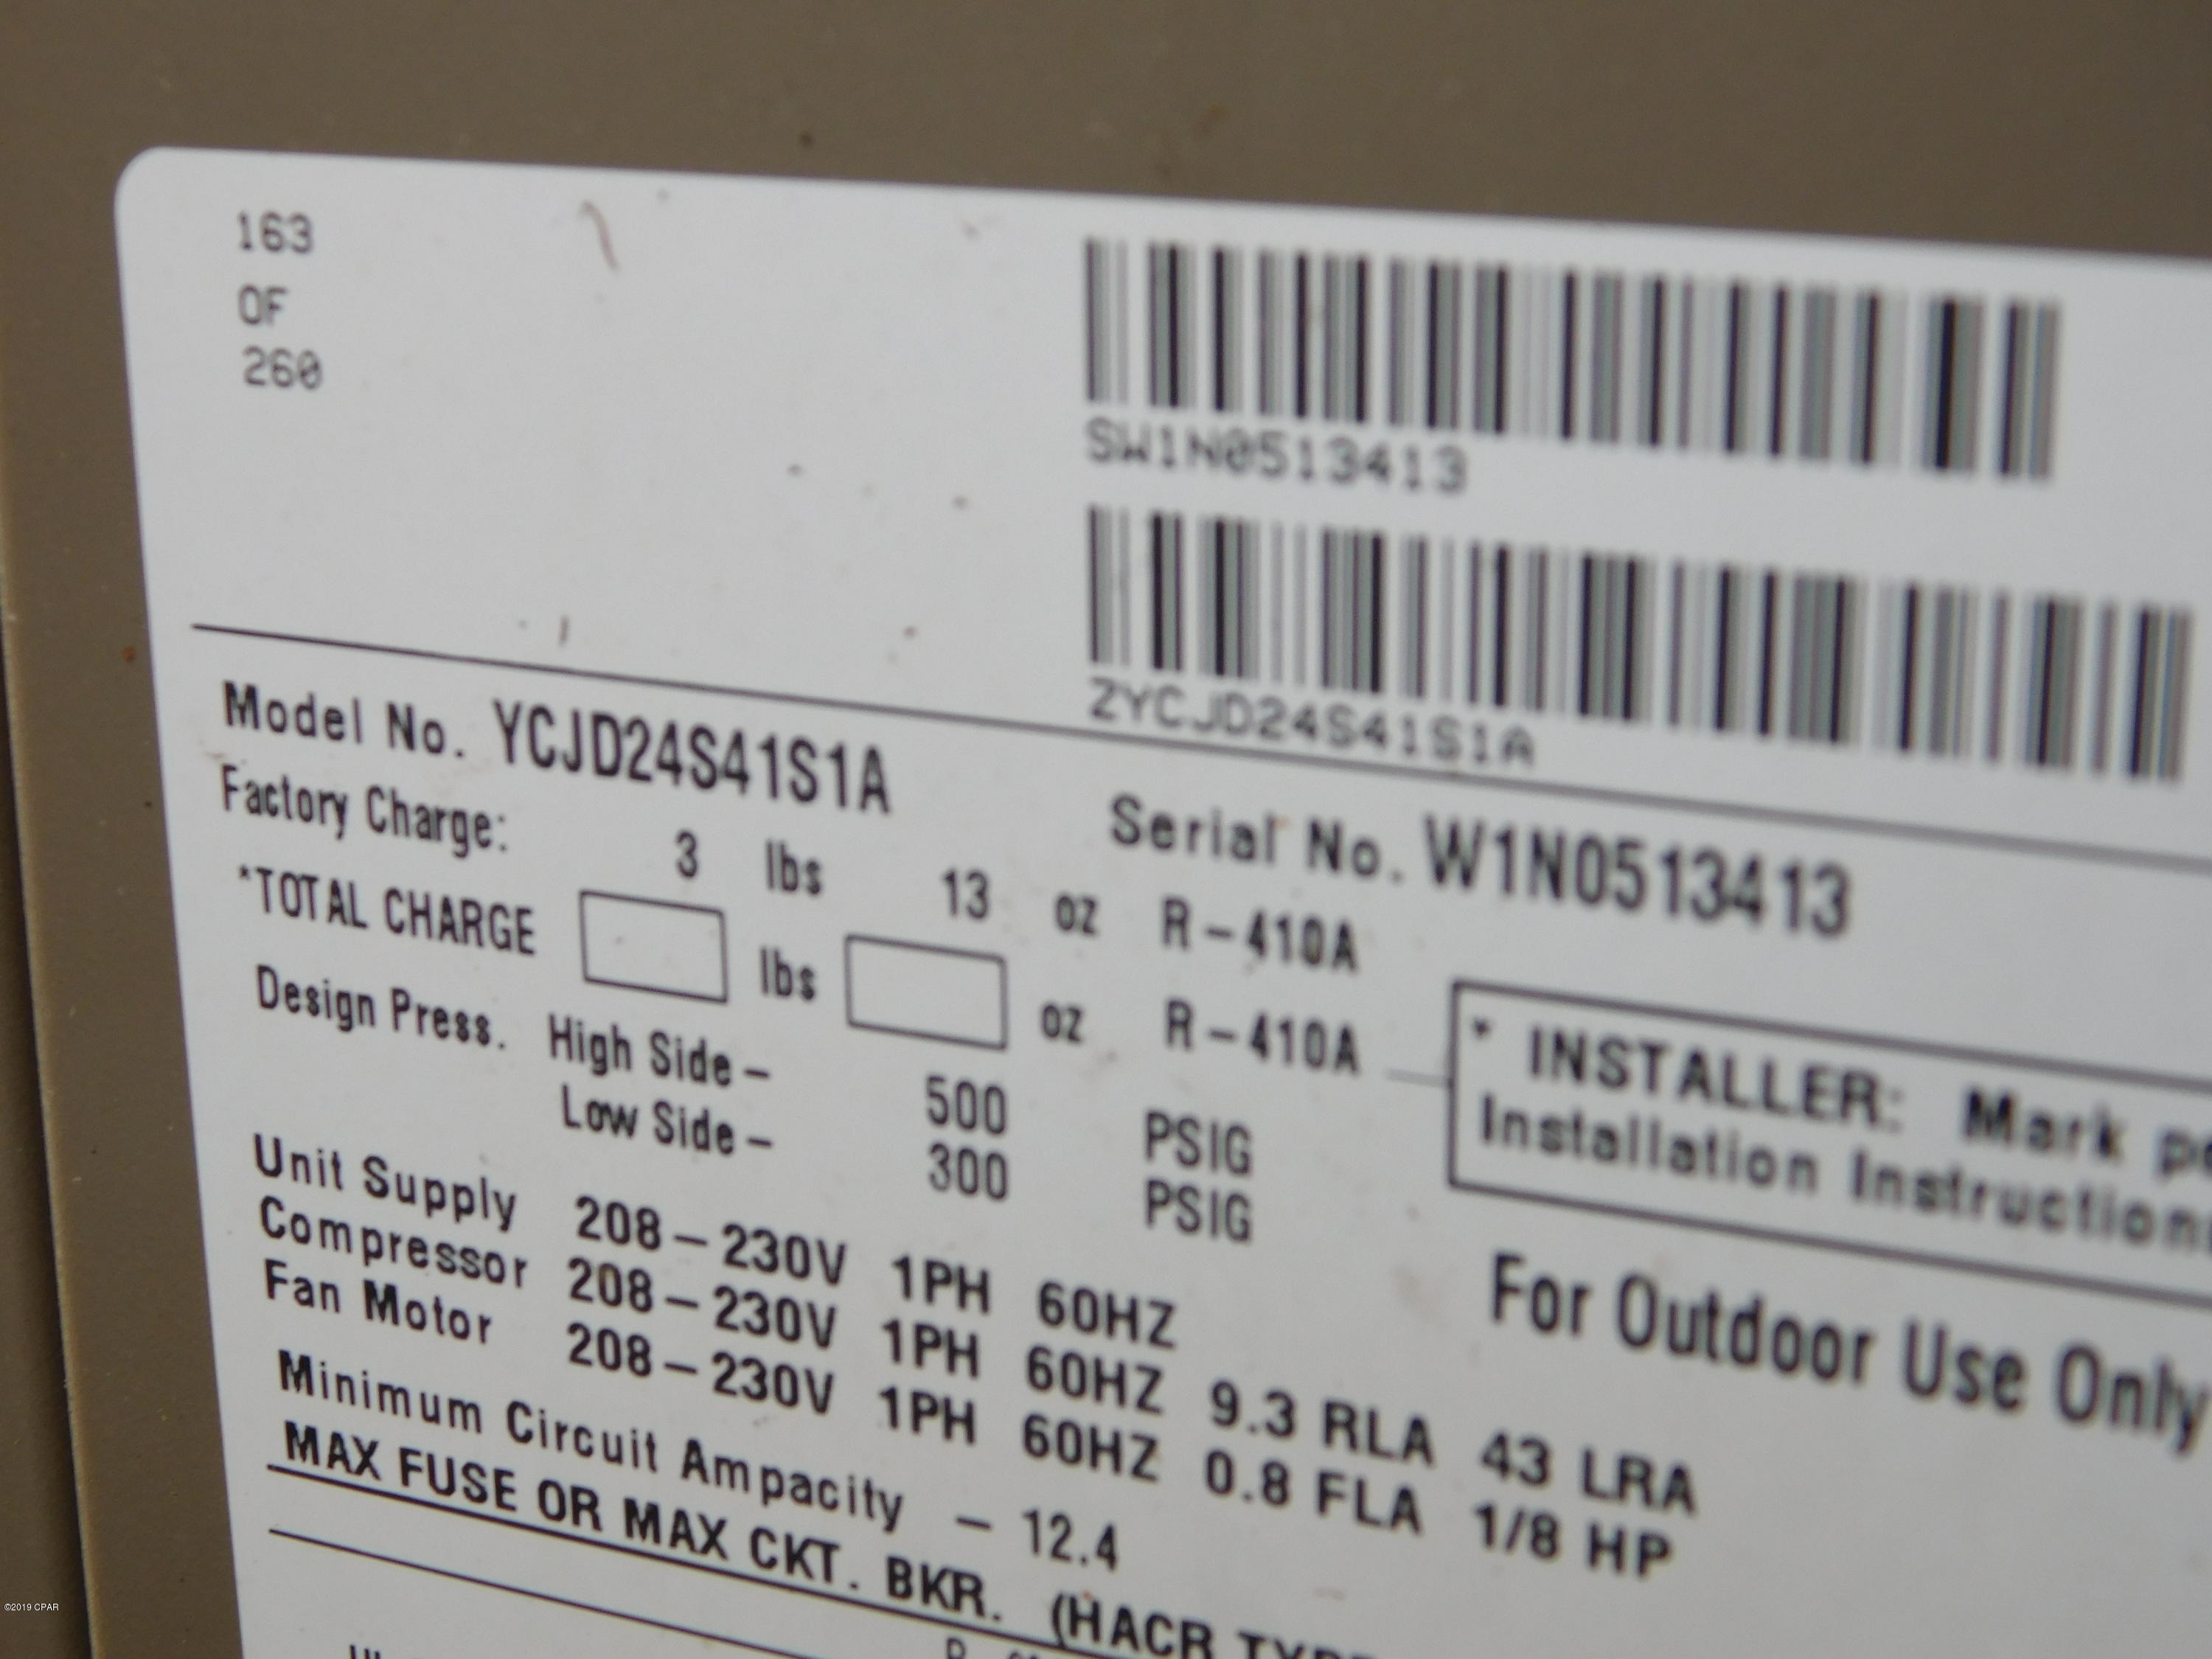 163
OF
260
SW1N0513413
ZYCJD24S41S1A
Model No. YCJD24S41S1A
Serial No. W1N0513413
Factory Charge: 3 lbs 13 oz R-410A
*TOTAL CHARGE lbs oz R-410A
* INSTALLER: Mark
Installation
Design Press. High Side - 500 PSIG
Low Side - 300 PSIG
For Outdoor Use Only
Unit Supply 208-230V 1PH 60HZ
Compressor 208-230V 1PH 60HZ 9.3 RLA 43 LRA
Fan Motor 208-230V 1PH 60HZ 0.8 FLA 1/8 HP
Minimum Circuit Ampacity - 12.4
MAX FUSE OR MAX CKT. BKR. (HACR
©2019 CPAR